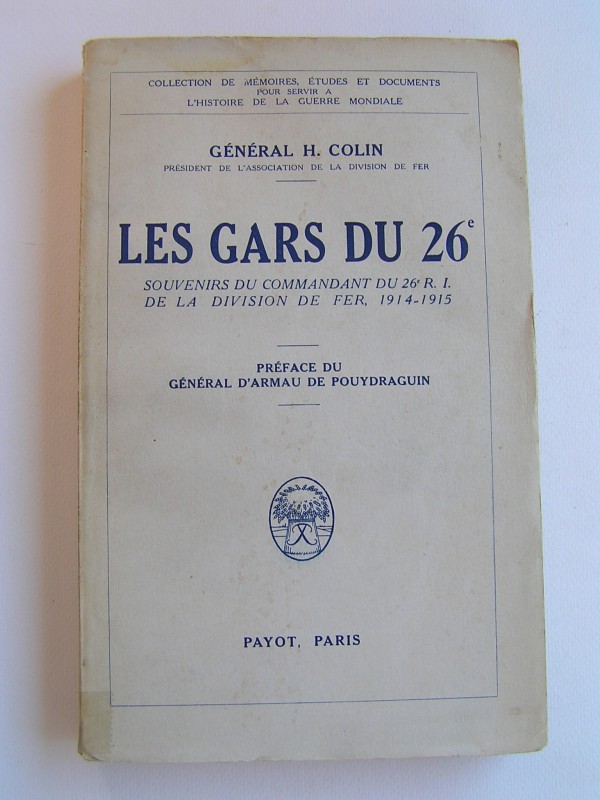 COLLECTION DE MÉMOIRES, ÉTUDES ET DOCUMENTS
POUR SERVIR A
L'HISTOIRE DE LA GUERRE MONDIALE
GÉNÉRAL H. COLIN
PRÉSIDENT DE L'ASSOCIATION DE LA DIVISION DE FER
LES GARS DU 26e
SOUVENIRS DU COMMANDANT DU 26e R. I.
DE LA DIVISION DE FER, 1914-1915
PRÉFACE DU
GÉNÉRAL D'ARMAU DE POUYDRAGUIN
PAYOT, PARIS